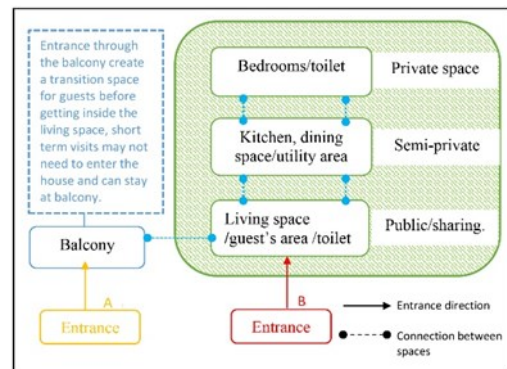 Entrance through
the balcony create
a transition space
for guests before
getting inside the
living space, short
term visits may not
need to enter the
house and can stay
at balcony.
Balcony
A
Entrance
Bedrooms/toilet
Private space
Kitchen, dining
space/utility area
Semi-private
Living space
/guest's area /toilet
Public/sharing.
B
Entrance
Entrance direction
Connection between
spaces